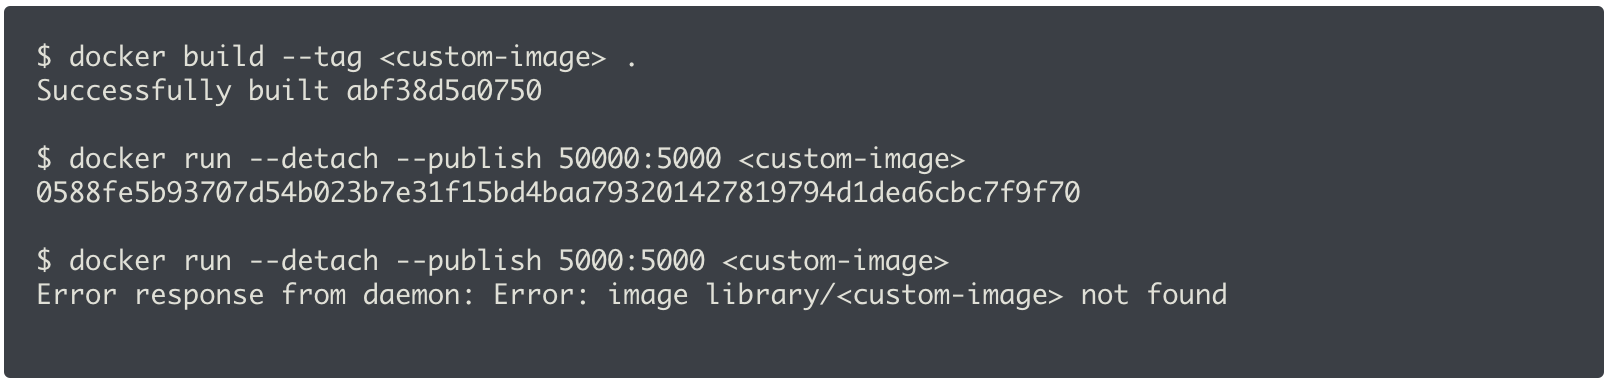 $ docker build --tag <custom-image> .
Successfully built abf38d5a0750
$ docker run --detach --publish 50000:5000 <custom-image>
0588fe5b93707d54b023b7e31f15bd4baa793201427819794d1dea6cbc7f9f70
$ docker run --detach --publish 5000:5000 <custom-image>
Error response from daemon: Error: image library/<custom-image> not found